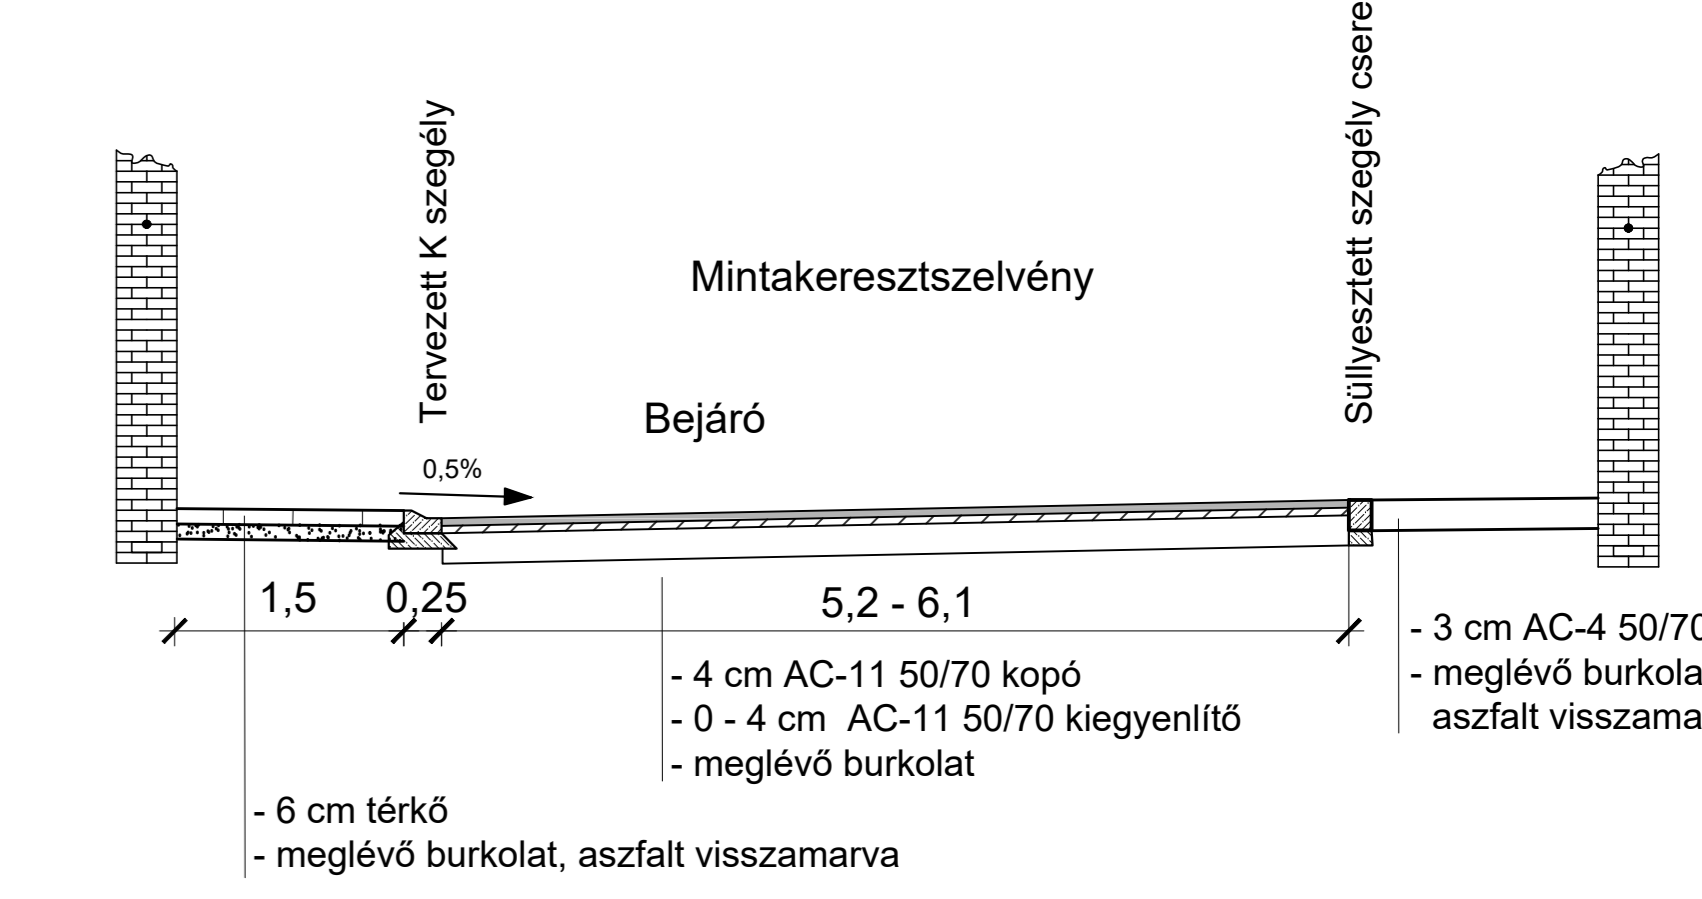 Tervezett K szegély
Süllyesztett szegély csere
Mintakeresztszelvény
Bejáró
0,5%
1,5
0,25
5,2 - 6,1
- 3 cm AC-4 50/70
- meglévő burkola
aszfalt visszama
- 4 cm AC-11 50/70 kopó
- 0 - 4 cm  AC-11 50/70 kiegyenlítő
- meglévő burkolat
- 6 cm térkő
- meglévő burkolat, aszfalt visszamarva